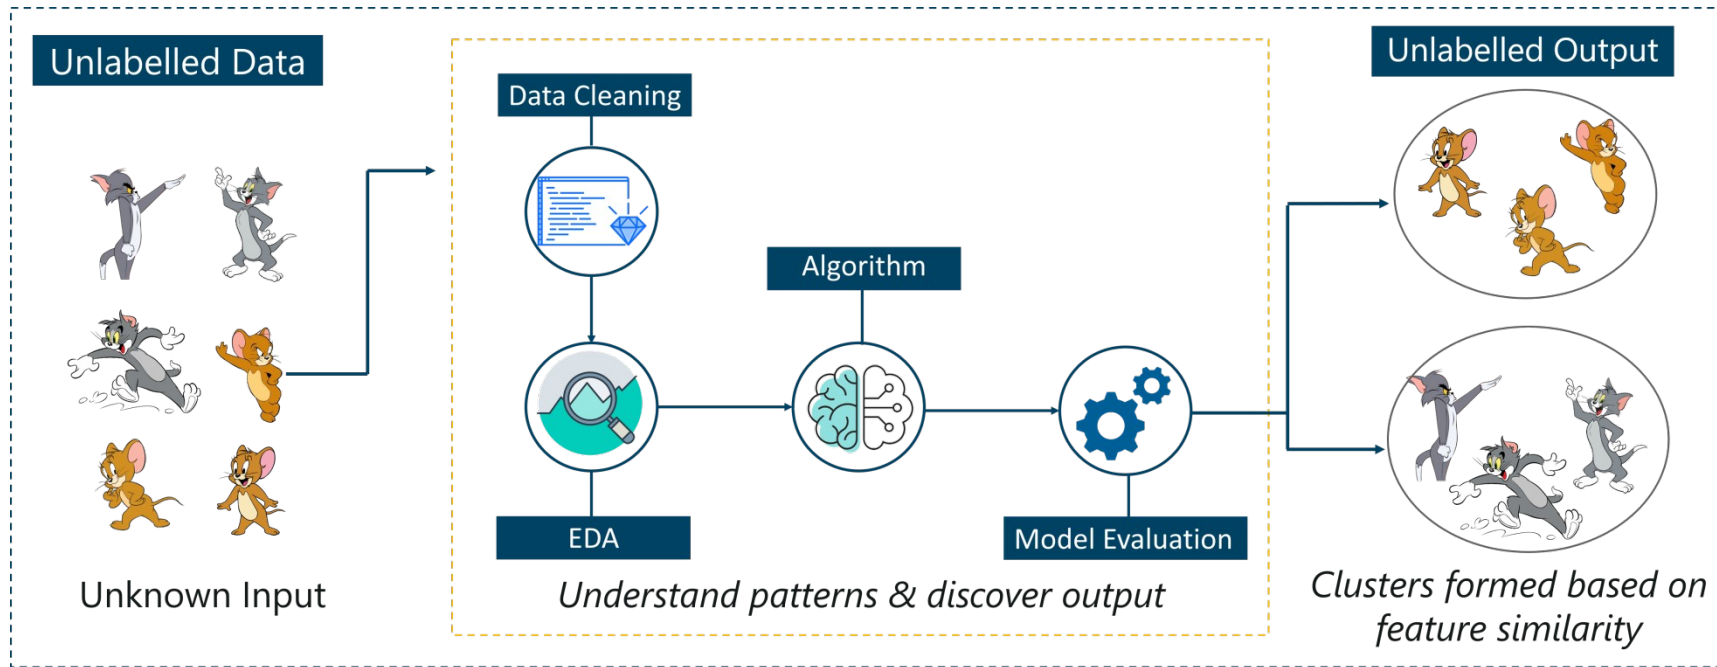 Unlabelled Data
Unknown Input
Data Cleaning
EDA
Algorithm
Model Evaluation
Understand patterns & discover output
Unlabelled Output
Clusters formed based on
feature similarity